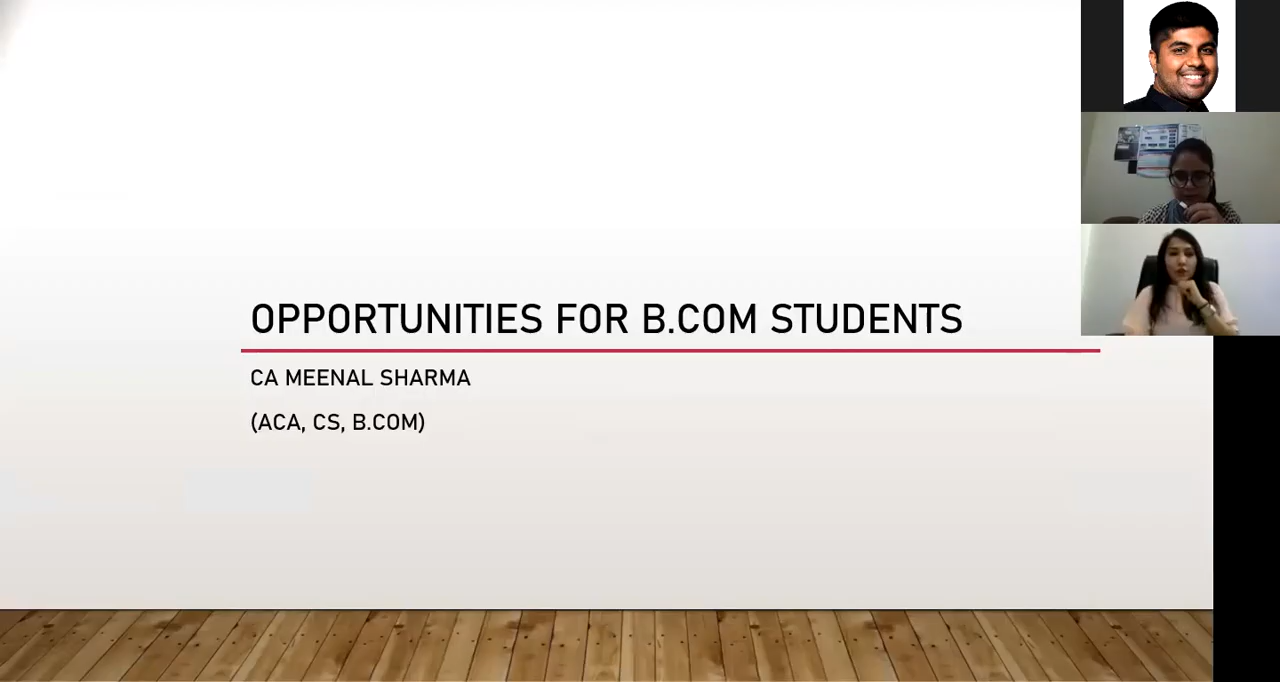 OPPORTUNITIES FOR B.COM STUDENTS
CA MEENAL SHARMA
(ACA, CS, B.COM)